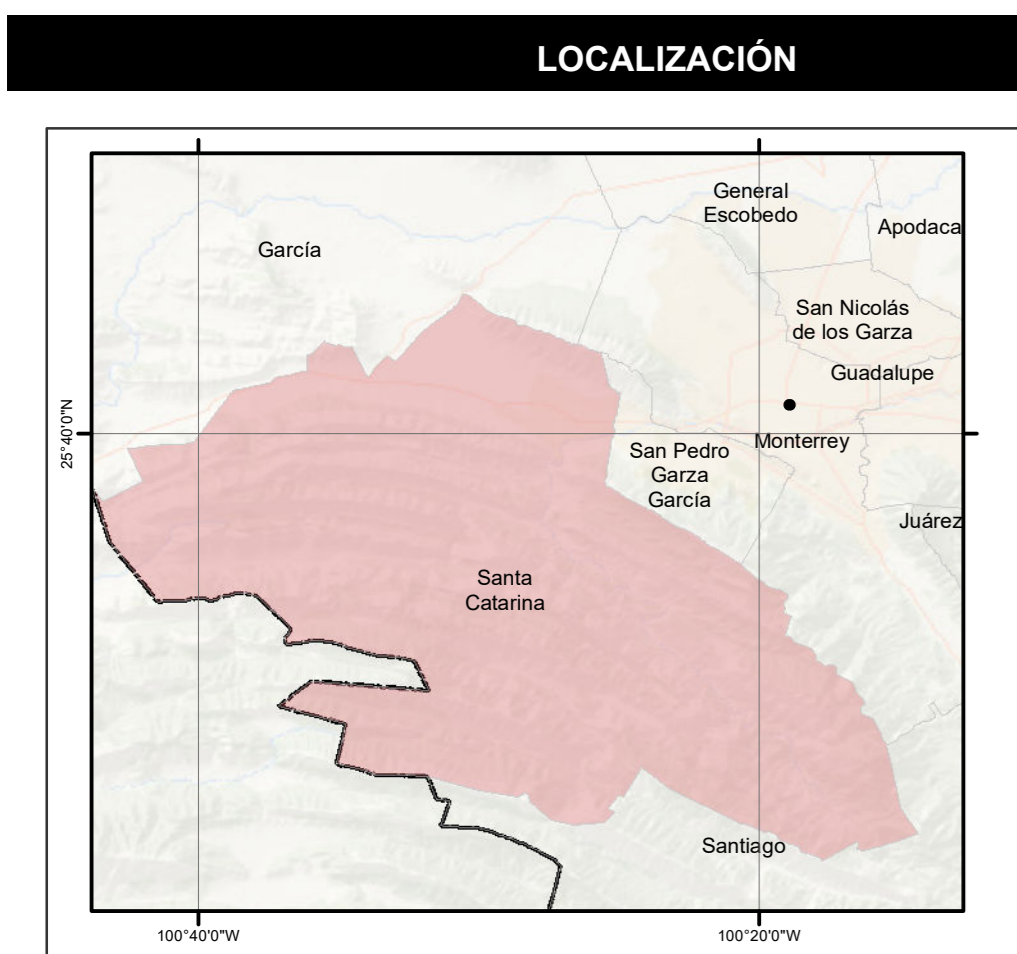 LOCALIZACIÓN
General
Escobedo
Apodaca
García
San Nicolás
de los Garza
Guadalupe
25°40'0"N
Monterrey
San Pedro
Garza
García
Juárez
Santa
Catarina
Santiago
100°40'0"W
100°20'0"W